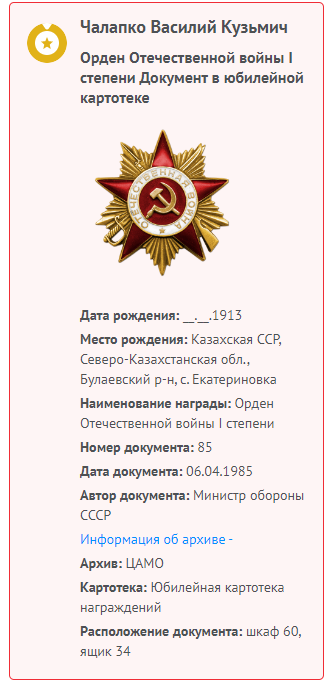 Чалапко Василий Кузьмич
Орден Отечественной войны I
степени Документ в юбилейной
картотеке
ОТЕЧЕСТВЕННАЯ ВОЙНА
Дата рождения: __.__.1913
Место рождения: Казахская ССР,
Северо-Казахстанская обл.,
Булаевский р-н, с. Екатериновка
Наименование награды: Орден
Отечественной войны I степени
Номер документа: 85
Дата документа: 06.04.1985
Автор документа: Министр обороны
СССР
Информация об архиве -
Архив: ЦАМО
Картотека: Юбилейная картотека
награждений
Расположение документа: шкаф 60,
ящик 34